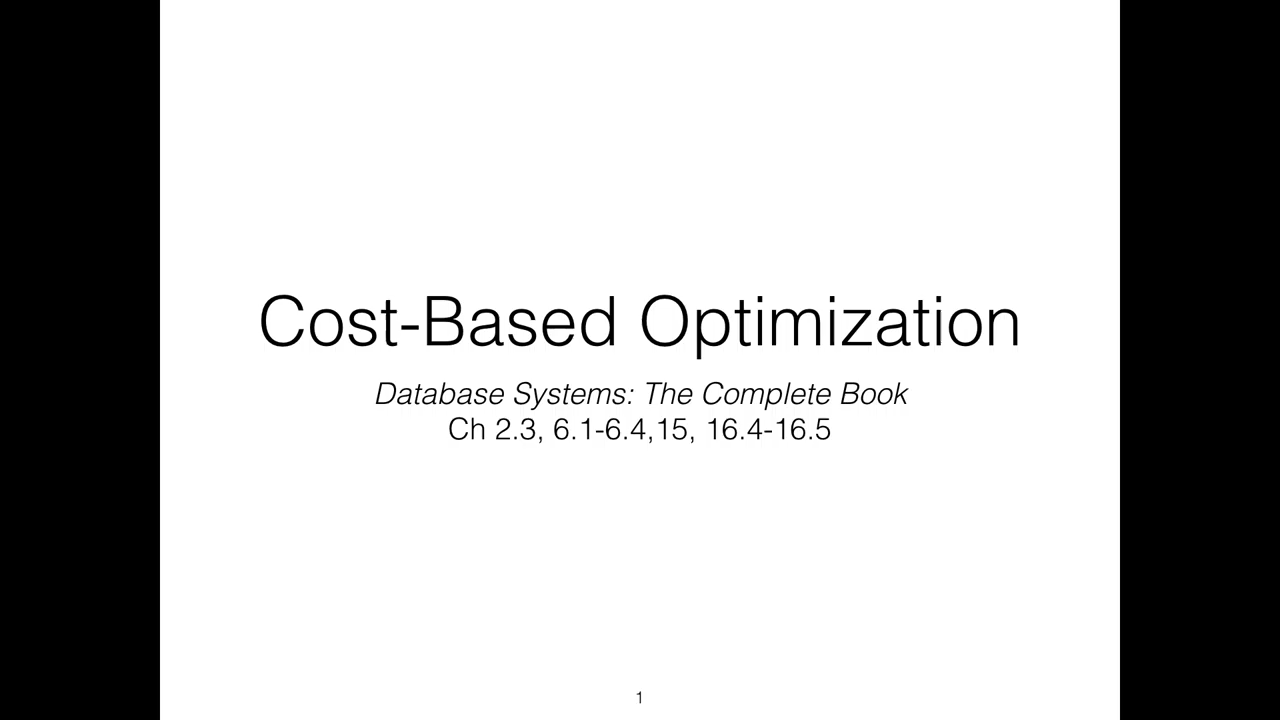 Cost-Based Optimization
Database Systems: The Complete Book
Ch 2.3, 6.1-6.4,15, 16.4-16.5
1